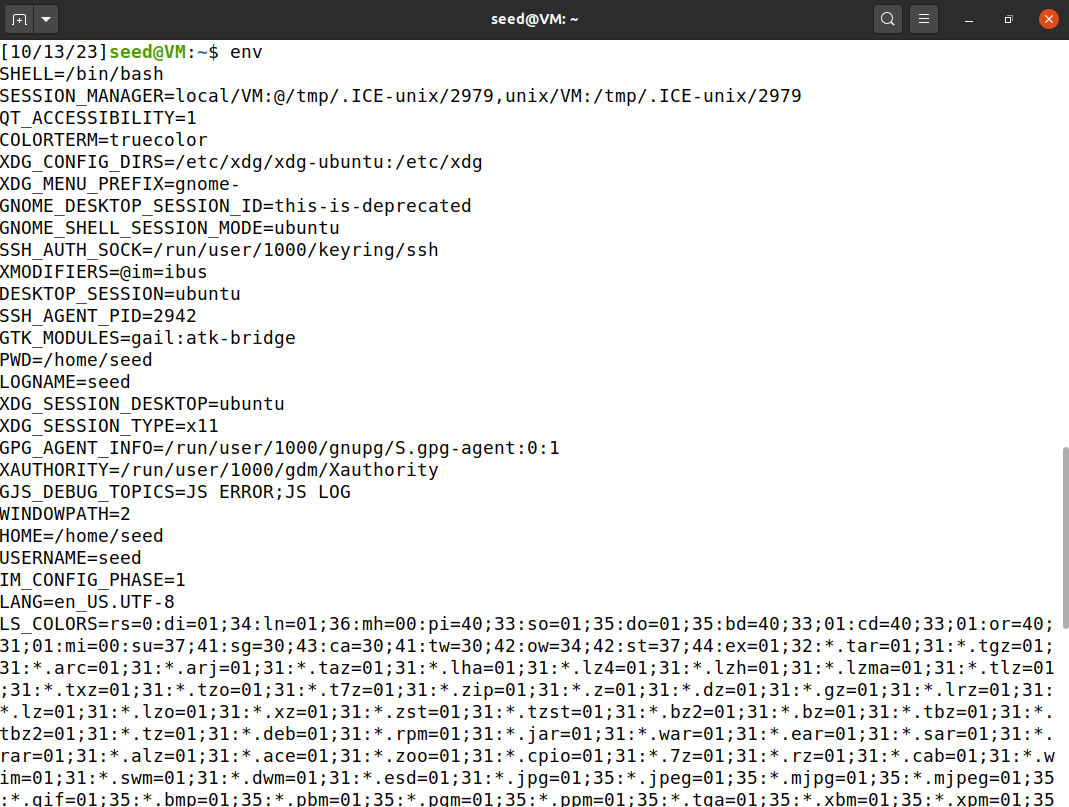 seed@VM: ~
[10/13/23]seed@VM:~$ env
SHELL=/bin/bash
SESSION_MANAGER=local/VM:@/tmp/.ICE-unix/2979,unix/VM:/tmp/.ICE-unix/2979
QT_ACCESSIBILITY=1
COLORTERM=truecolor
XDG_CONFIG_DIRS=/etc/xdg/xdg-ubuntu:/etc/xdg
XDG_MENU_PREFIX=gnome-
GNOME_DESKTOP_SESSION_ID=this-is-deprecated
GNOME_SHELL_SESSION_MODE=ubuntu
SSH_AUTH_SOCK=/run/user/1000/keyring/ssh
XMODIFIERS=@im=ibus
DESKTOP_SESSION=ubuntu
SSH_AGENT_PID=2942
GTK_MODULES=gail:atk-bridge
PWD=/home/seed
LOGNAME=seed
XDG_SESSION_DESKTOP=ubuntu
XDG_SESSION_TYPE=x11
GPG_AGENT_INFO=/run/user/1000/gnupg/S.gpg-agent:0:1
XAUTHORITY=/run/user/1000/gdm/Xauthority
GJS_DEBUG_TOPICS=JS ERROR;JS LOG
WINDOWPATH=2
HOME=/home/seed
USERNAME=seed
IM_CONFIG_PHASE=1
LANG=en_US.UTF-8
LS_COLORS=rs=0:di=01;34:ln=01;36:mh=00:pi=40;33:so=01;35:do=01;35:bd=40;33;01:cd=40;33;01:or=40;
31;01:mi=00:su=37;41:sg=30;43:ca=30;41:tw=30;42:ow=34;42:st=37;44:ex=01;32:*.tar=01;31:*.tgz=01;
31:*.arc=01;31:*.arj=01;31:*.taz=01;31:*.lha=01;31:*.lz4=01;31:*.lzh=01;31:*.lzma=01;31:*.tlz=01
;31:*.txz=01;31:*.tzo=01;31:*.t7z=01;31:*.zip=01;31:*.z=01;31:*.dz=01;31:*.gz=01;31:*.lrz=01;31:
*.lz=01;31:*.lzo=01;31:*.xz=01;31:*.zst=01;31:*.tzst=01;31:*.bz2=01;31:*.bz=01;31:*.tbz=01;31:*.
tbz2=01;31:*.tz=01;31:*.deb=01;31:*.rpm=01;31:*.jar=01;31:*.war=01;31:*.ear=01;31:*.sar=01;31:*.
rar=01;31:*.alz=01;31:*.ace=01;31:*.zoo=01;31:*.cpio=01;31:*.7z=01;31:*.rz=01;31:*.cab=01;31:*.w
im=01;31:*.swm=01;31:*.dwm=01;31:*.esd=01;31:*.jpg=01;35:*.jpeg=01;35:*.mjpg=01;35:*.mjpeg=01;35
:*.gif=01;35:*.bmp=01;35:*.pbm=01;35:*.pgm=01;35:*.ppm=01;35:*.tga=01;35:*.xbm=01;35:*.xpm=01;35